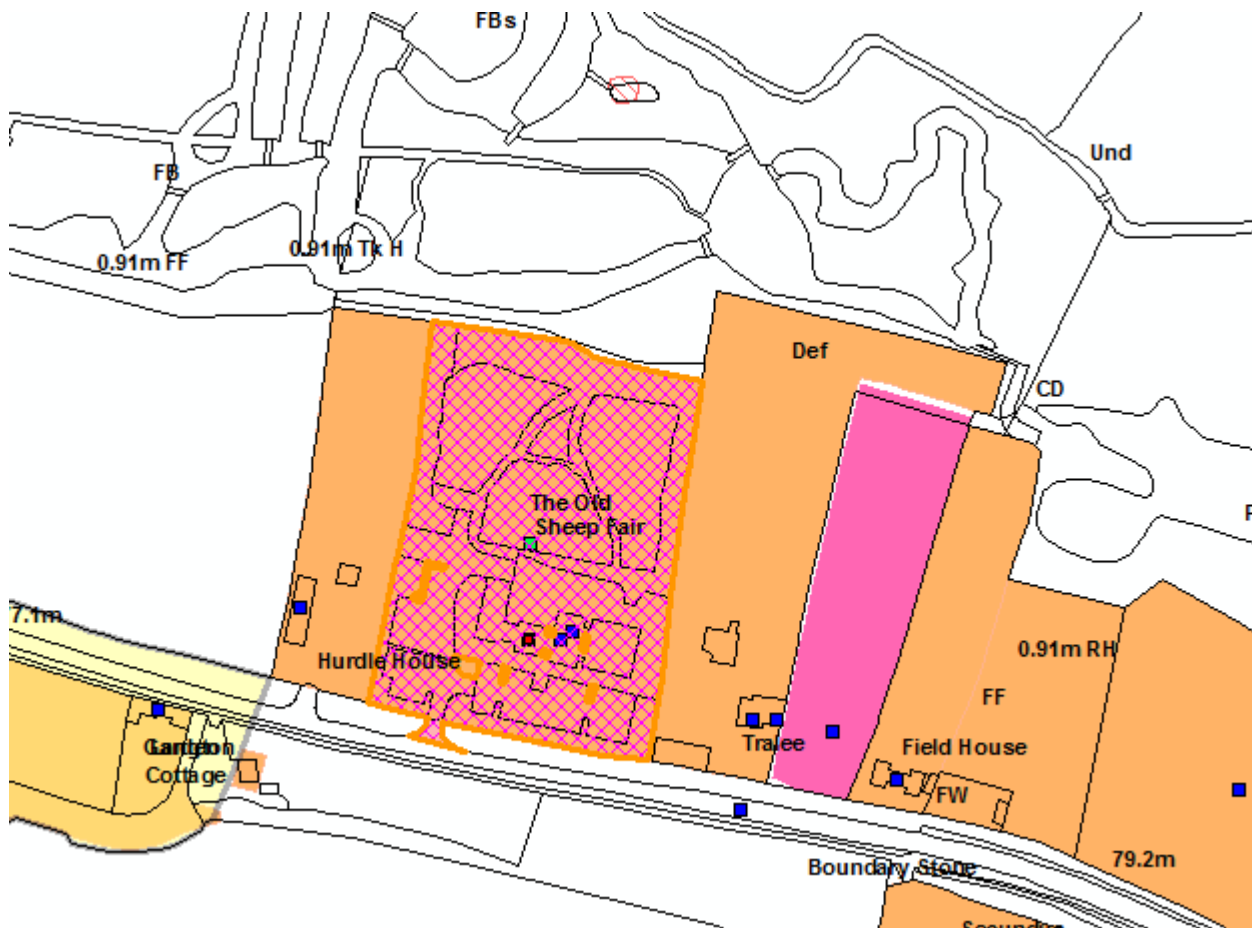 FBs
Und
FB
0.91m Tk H
0.91m FF
Def
CD
The Old
Sheep Fair
7.1m
0.91m RH
Hurdle House
FF
Tralee
Field House
Cottage
FW
79.2m
Boundary Stone